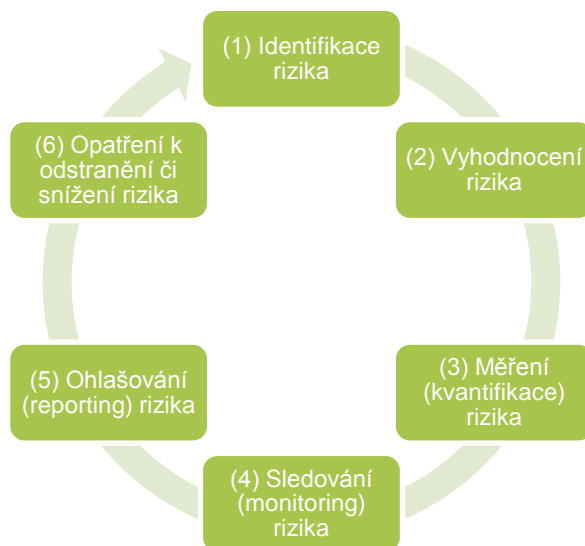 (1) Identifikace
rizika
(2) Vyhodnocení
rizika
(3) Měření
(kvantifikace)
rizika
(4) Sledování
(monitoring)
rizika
(5) Ohlašování
(reporting) rizika
(6) Opatření k
odstranění či
snížení rizika